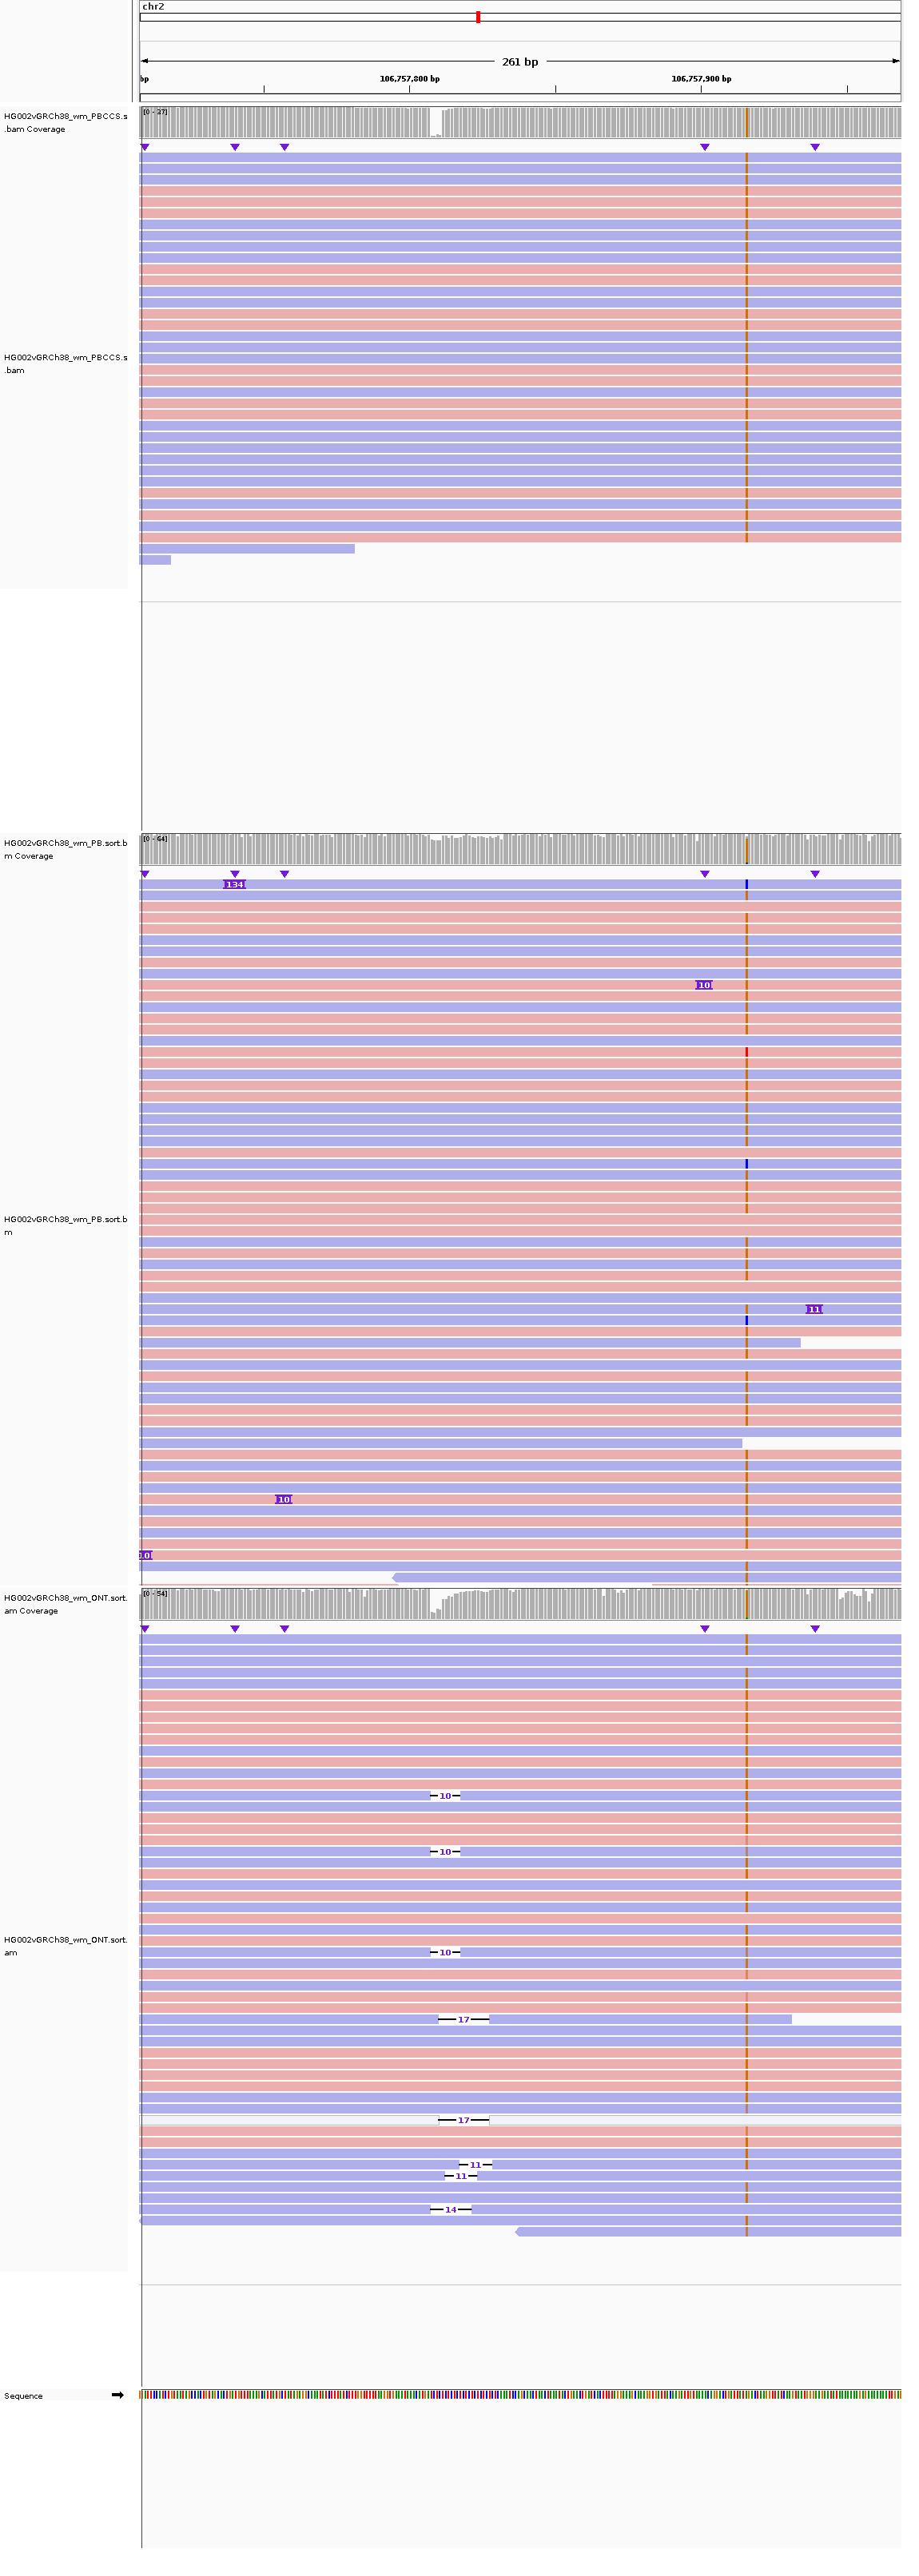 chr2
261 bp
bp
106,757,800 bp
106,757,900 bp
HG002vGRCh38_wm_PBCCS.s
.bam Coverage
[0 - 27]
HG002vGRCh38_wm_PBCCS.s
.bam
HG002vGRCh38_wm_PB.sort.b
m Coverage
[0 - 64]
134
10
HG002vGRCh38_wm_PB.sort.b
m
11
10
10
HG002vGRCh38_wm_ONT.sort.
am Coverage
[0 - 54]
10
10
HG002vGRCh38_wm_ONT.sort.
am
10
17
17
11
11
14
Sequence